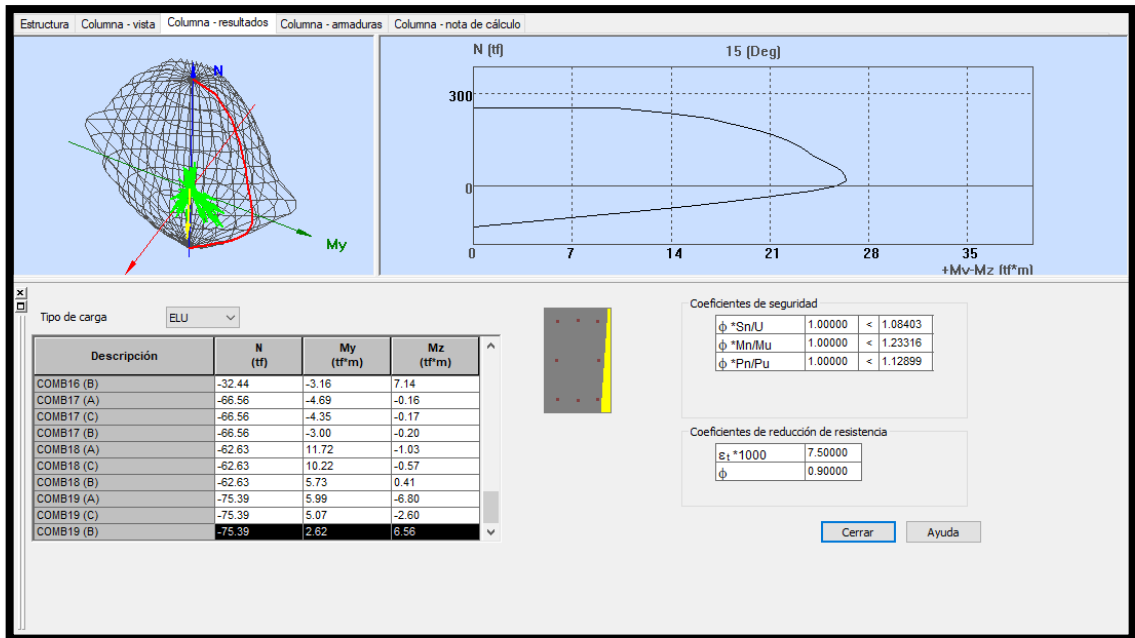 Estructura Columna - vista Columna - resultados Columna - armaduras Columna - nota de cálculo
N
My
N (tf) 15 (Deg)
300
0
0 7 14 21 28 35
+My-Mz (tf*m)
Tipo de carga ELU
Descripción N (tf) My (tf*m) Mz (tf*m)
COMB16 (B) -32.44 -3.16 7.14
COMB17 (A) -66.56 -4.69 -0.16
COMB17 (C) -66.56 -4.35 -0.17
COMB17 (B) -66.56 -3.00 -0.20
COMB18 (A) -62.63 11.72 -1.03
COMB18 (C) -62.63 10.22 -0.57
COMB18 (B) -62.63 5.73 0.41
COMB19 (A) -75.39 5.99 -6.80
COMB19 (C) -75.39 5.07 -2.60
COMB19 (B) -75.39 2.62 6.56
Coeficientes de seguridad
ϕ *Sn/U 1.00000 < 1.08403
ϕ *Mn/Mu 1.00000 < 1.23316
ϕ *Pn/Pu 1.00000 < 1.12899
Coeficientes de reducción de resistencia
εt *1000 7.50000
ϕ 0.90000
Cerrar Ayuda